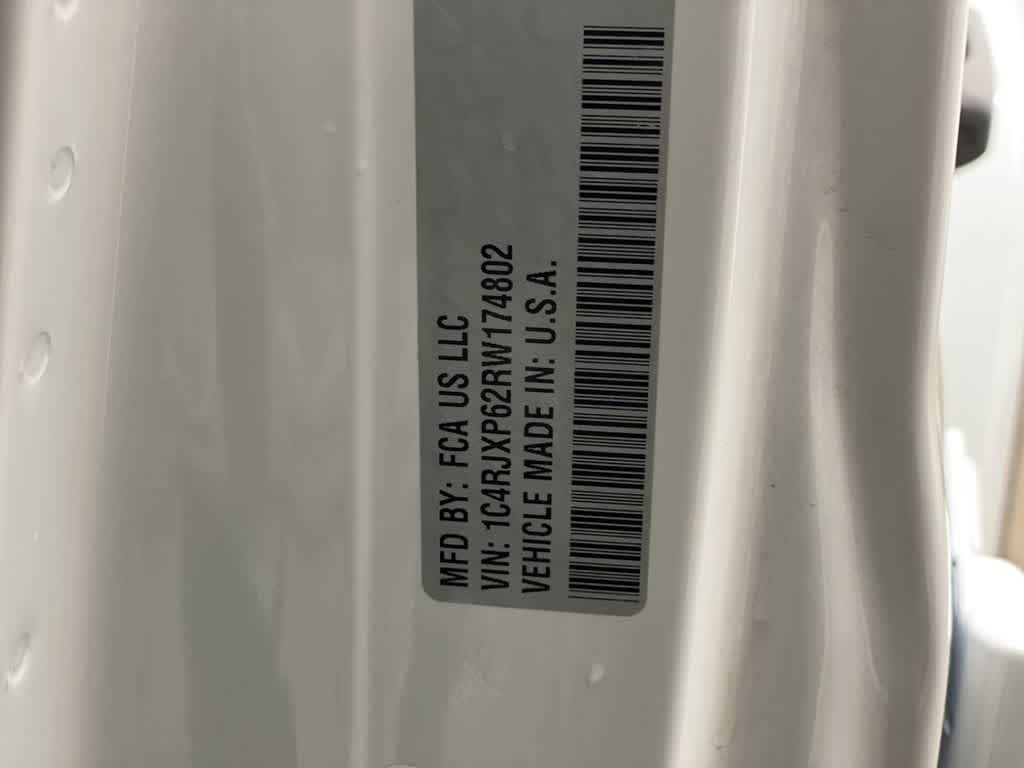 MFD BY: FCA US LLC
VIN: 1C4RJXP62RW174802
VEHICLE MADE IN: U.S.A.